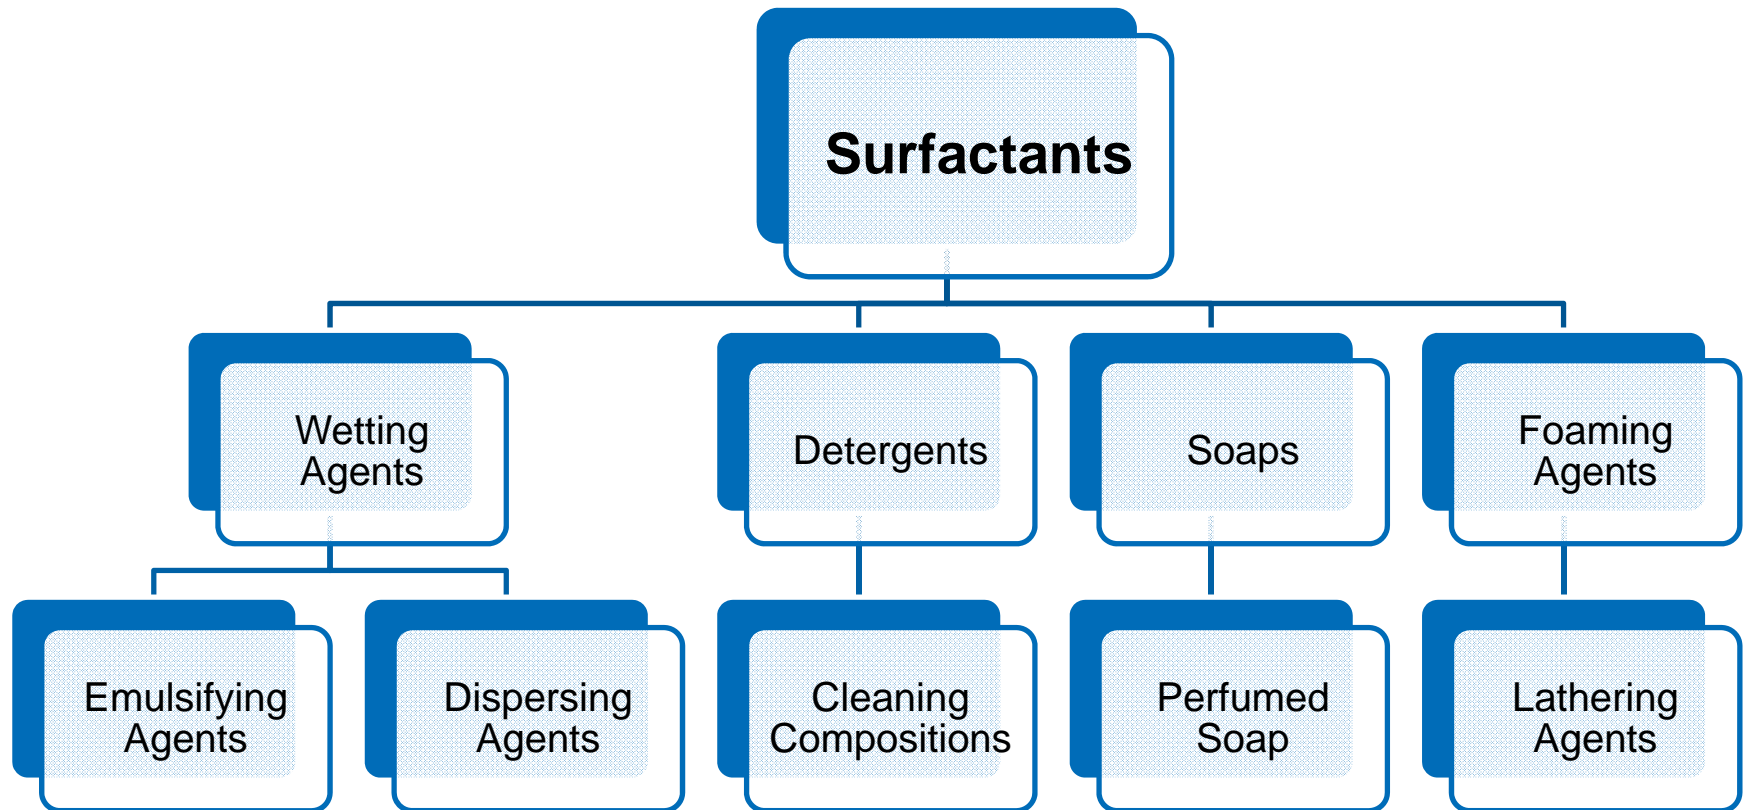 Surfactants
Wetting
Agents
Detergents
Soaps
Foaming
Agents
Emulsifying
Agents
Dispersing
Agents
Cleaning
Compositions
Perfumed
Soap
Lathering
Agents